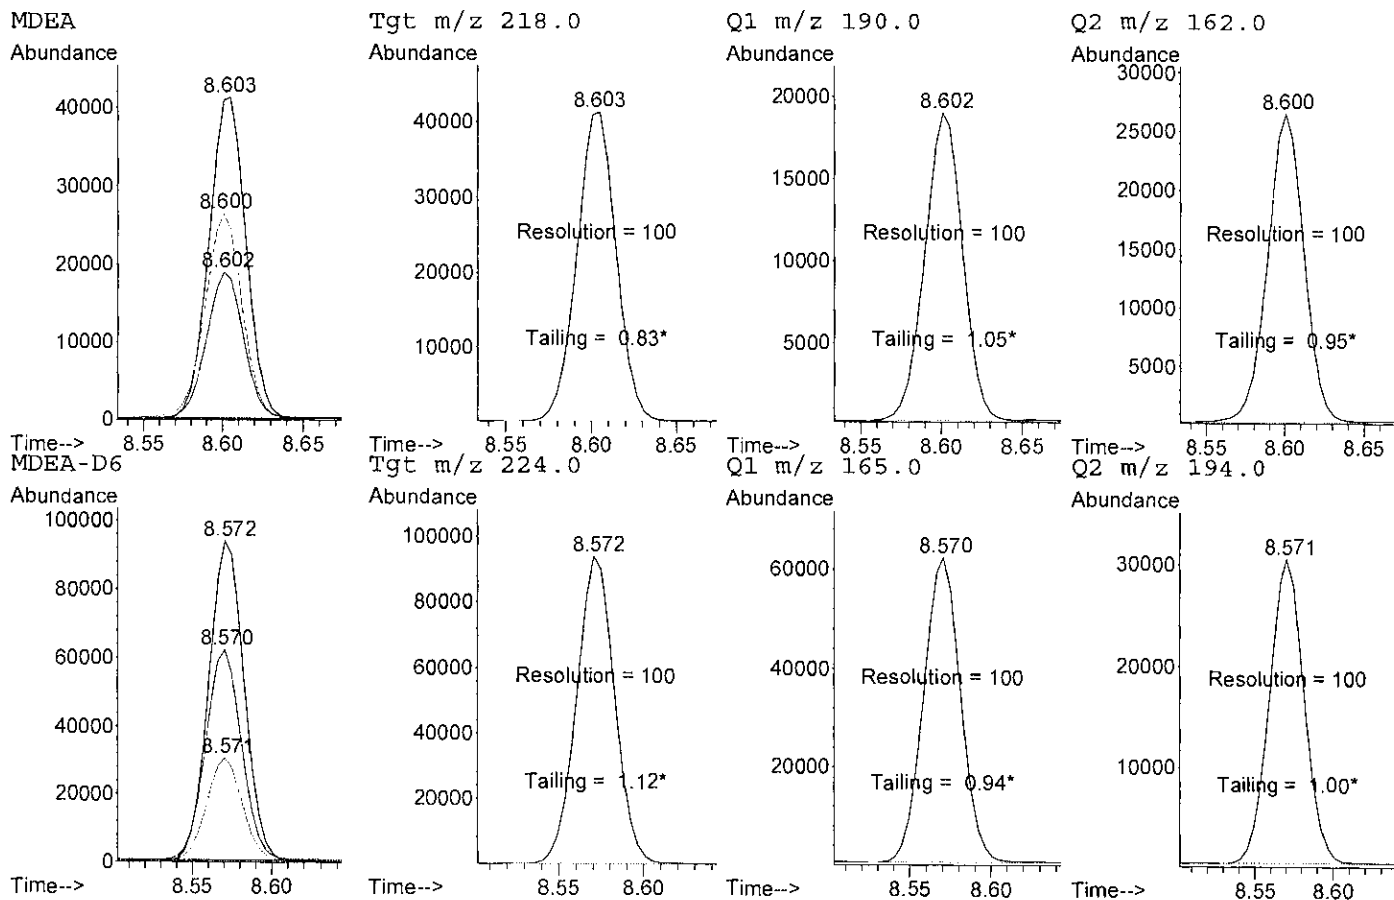 MDEA
Abundance
40000
30000
20000
10000
0
8.603
8.600
8.602
Time-->
8.55 8.60 8.65
Tgt m/z 218.0
Abundance
40000
30000
20000
10000
8.603
Resolution = 100
Tailing = 0.83*
Time-->
8.55 8.60 8.65
Q1 m/z 190.0
Abundance
20000
15000
10000
5000
8.602
Resolution = 100
Tailing = 1.05*
Time-->
8.55 8.60 8.65
Q2 m/z 162.0
Abundance
30000
25000
20000
15000
10000
5000
8.600
Resolution = 100
Tailing = 0.95*
Time-->
8.55 8.60 8.65
MDEA-D6
Abundance
100000
80000
60000
40000
20000
0
8.572
8.570
8.571
Time-->
8.55 8.60
Tgt m/z 224.0
Abundance
100000
80000
60000
40000
20000
8.572
Resolution = 100
Tailing = 1.12*
Time-->
8.55 8.60
Q1 m/z 165.0
Abundance
60000
40000
20000
8.570
Resolution = 100
Tailing = 0.94*
Time-->
8.55 8.60
Q2 m/z 194.0
Abundance
30000
20000
10000
8.571
Resolution = 100
Tailing = 1.00*
Time-->
8.55 8.60